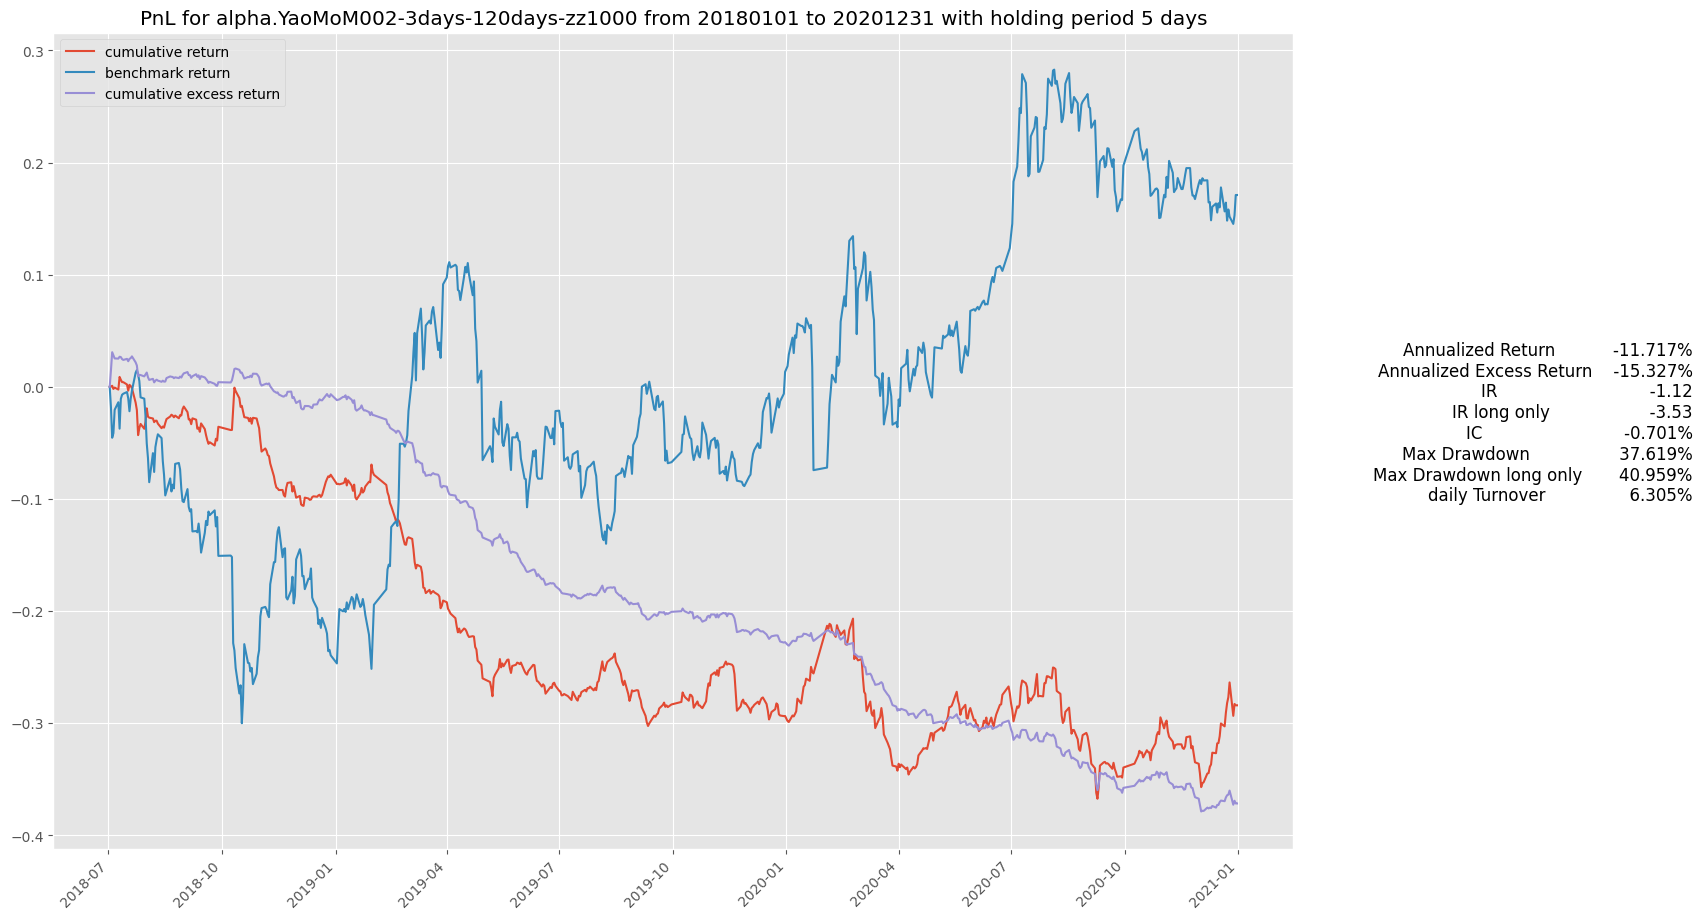 PnL for alpha.YaoMoM002-3days-120days-zz1000 from 20180101 to 20201231 with holding period 5 days
cumulative return
benchmark return
cumulative excess return
0.3
0.2
0.1
0.0
−0.1
−0.2
−0.3
−0.4
2018-07
2018-10
2019-01
2019-04
2019-07
2019-10
2020-01
2020-04
2020-07
2020-10
2021-01
Annualized Return -11.717%
Annualized Excess Return -15.327%
IR -1.12
IR long only -3.53
IC -0.701%
Max Drawdown 37.619%
Max Drawdown long only 40.959%
daily Turnover 6.305%